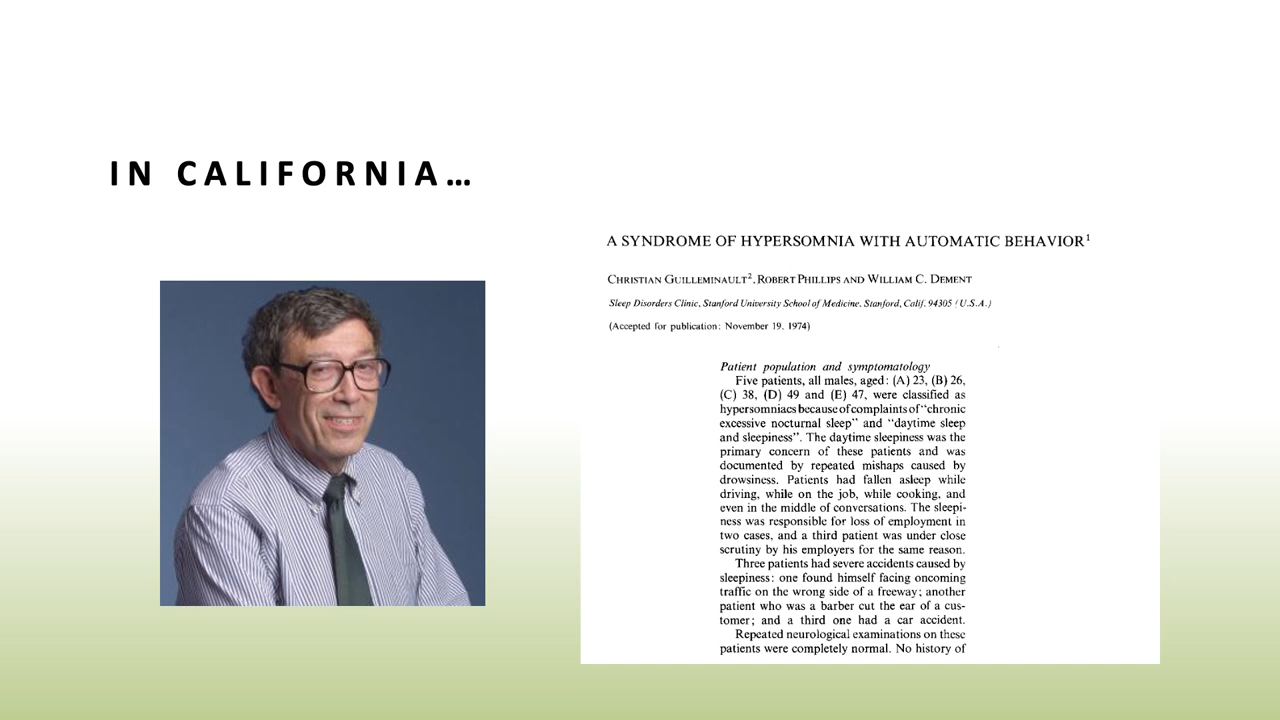 IN CALIFORNIA…
A SYNDROME OF HYPERSOMNIA WITH AUTOMATIC BEHAVIOR¹
CHRISTIAN GUILLEMINAULT², ROBERT PHILLIPS AND WILLIAM C. DEMENT
Sleep Disorders Clinic, Stanford University School of Medicine, Stanford, Calif. 94305 (U.S.A.)
(Accepted for publication: November 19, 1974)
Patient population and symptomatology
Five patients, all males, aged: (A) 23, (B) 26,
(C) 38, (D) 49 and (E) 47, were classified as
hypersomniacs because of complaints of "chronic
excessive nocturnal sleep" and "daytime sleep
and sleepiness". The daytime sleepiness was the
primary concern of these patients and was
documented by repeated mishaps caused by
drowsiness. Patients had fallen asleep while
driving, while on the job, while cooking, and
even in the middle of conversations. The sleepi-
ness was responsible for loss of employment in
two cases, and a third patient was under close
scrutiny by his employers for the same reason.
Three patients had severe accidents caused by
sleepiness: one found himself facing oncoming
traffic on the wrong side of a freeway; another
patient who was a barber cut the ear of a cus-
tomer; and a third one had a car accident.
Repeated neurological examinations on these
patients were completely normal. No history of